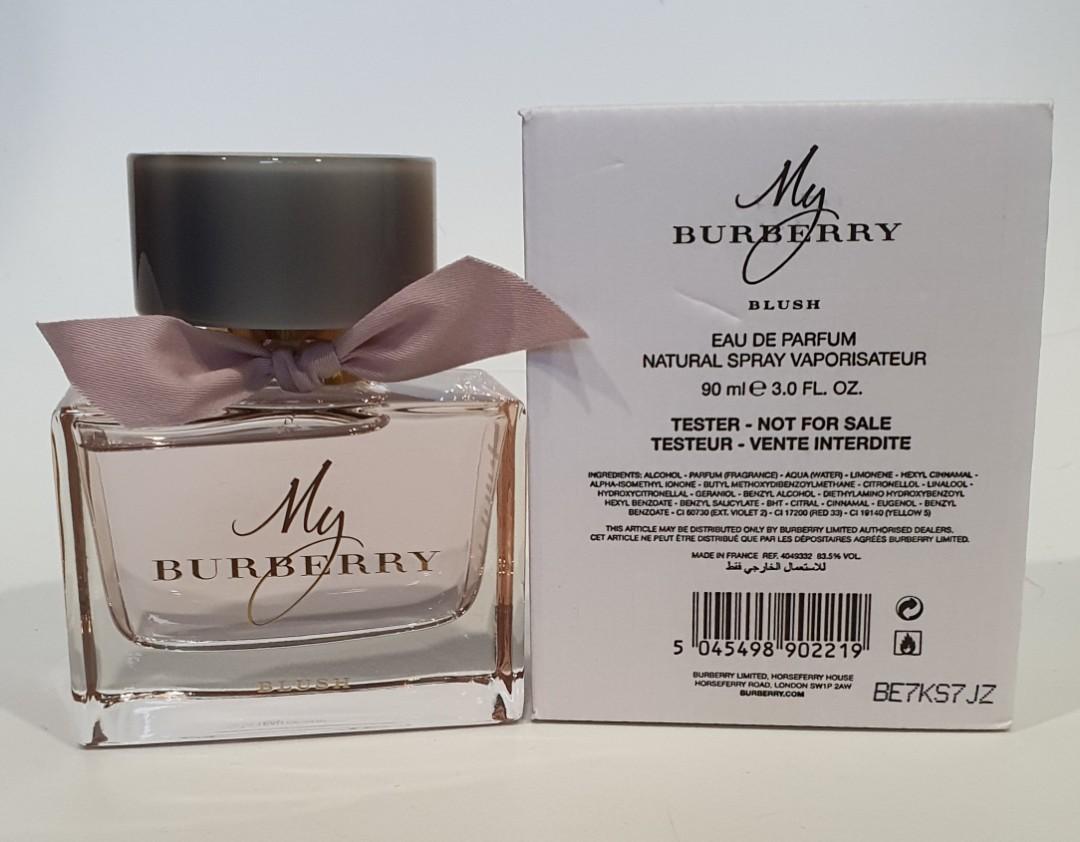 My
BURBERRY
BLUSH
My
BURBERRY
BLUSH
EAU DE PARFUM
NATURAL SPRAY VAPORISATEUR
90 ml ℮ 3.0 FL. OZ.
TESTER - NOT FOR SALE
TESTEUR - VENTE INTERDITE
INGREDIENTS: ALCOHOL - PARFUM (FRAGRANCE) - AQUA (WATER) - LIMONENE - HEXYL CINNAMAL -
ALPHA-ISOMETHYL IONONE - BUTYL METHOXYDIBENZOYLMETHANE - CITRONELLOL - LINALOOL -
HYDROXYCITRONELLAL - GERANIOL - BENZYL ALCOHOL - DIETHYLAMINO HYDROXYBENZOYL
HEXYL BENZOATE - BENZYL SALICYLATE - BHT - CITRAL - CINNAMAL - EUGENOL - BENZYL
BENZOATE - CI 60730 (EXT. VIOLET 2) - CI 17200 (RED 33) - CI 19140 (YELLOW 5)
THIS ARTICLE MAY BE DISTRIBUTED ONLY BY BURBERRY LIMITED AUTHORISED DEALERS.
CET ARTICLE NE PEUT ÊTRE DISTRIBUÉ QUE PAR LES DÉPOSITAIRES AGRÉÉS BURBERRY LIMITED.
MADE IN FRANCE REF. 4049332 83.5% VOL.
للاستعمال الخارجي فقط
5 045498 902219
BURBERRY LIMITED, HORSEFERRY HOUSE
HORSEFERRY ROAD, LONDON SW1P 2AW
BURBERRY.COM
BE7KS7JZ